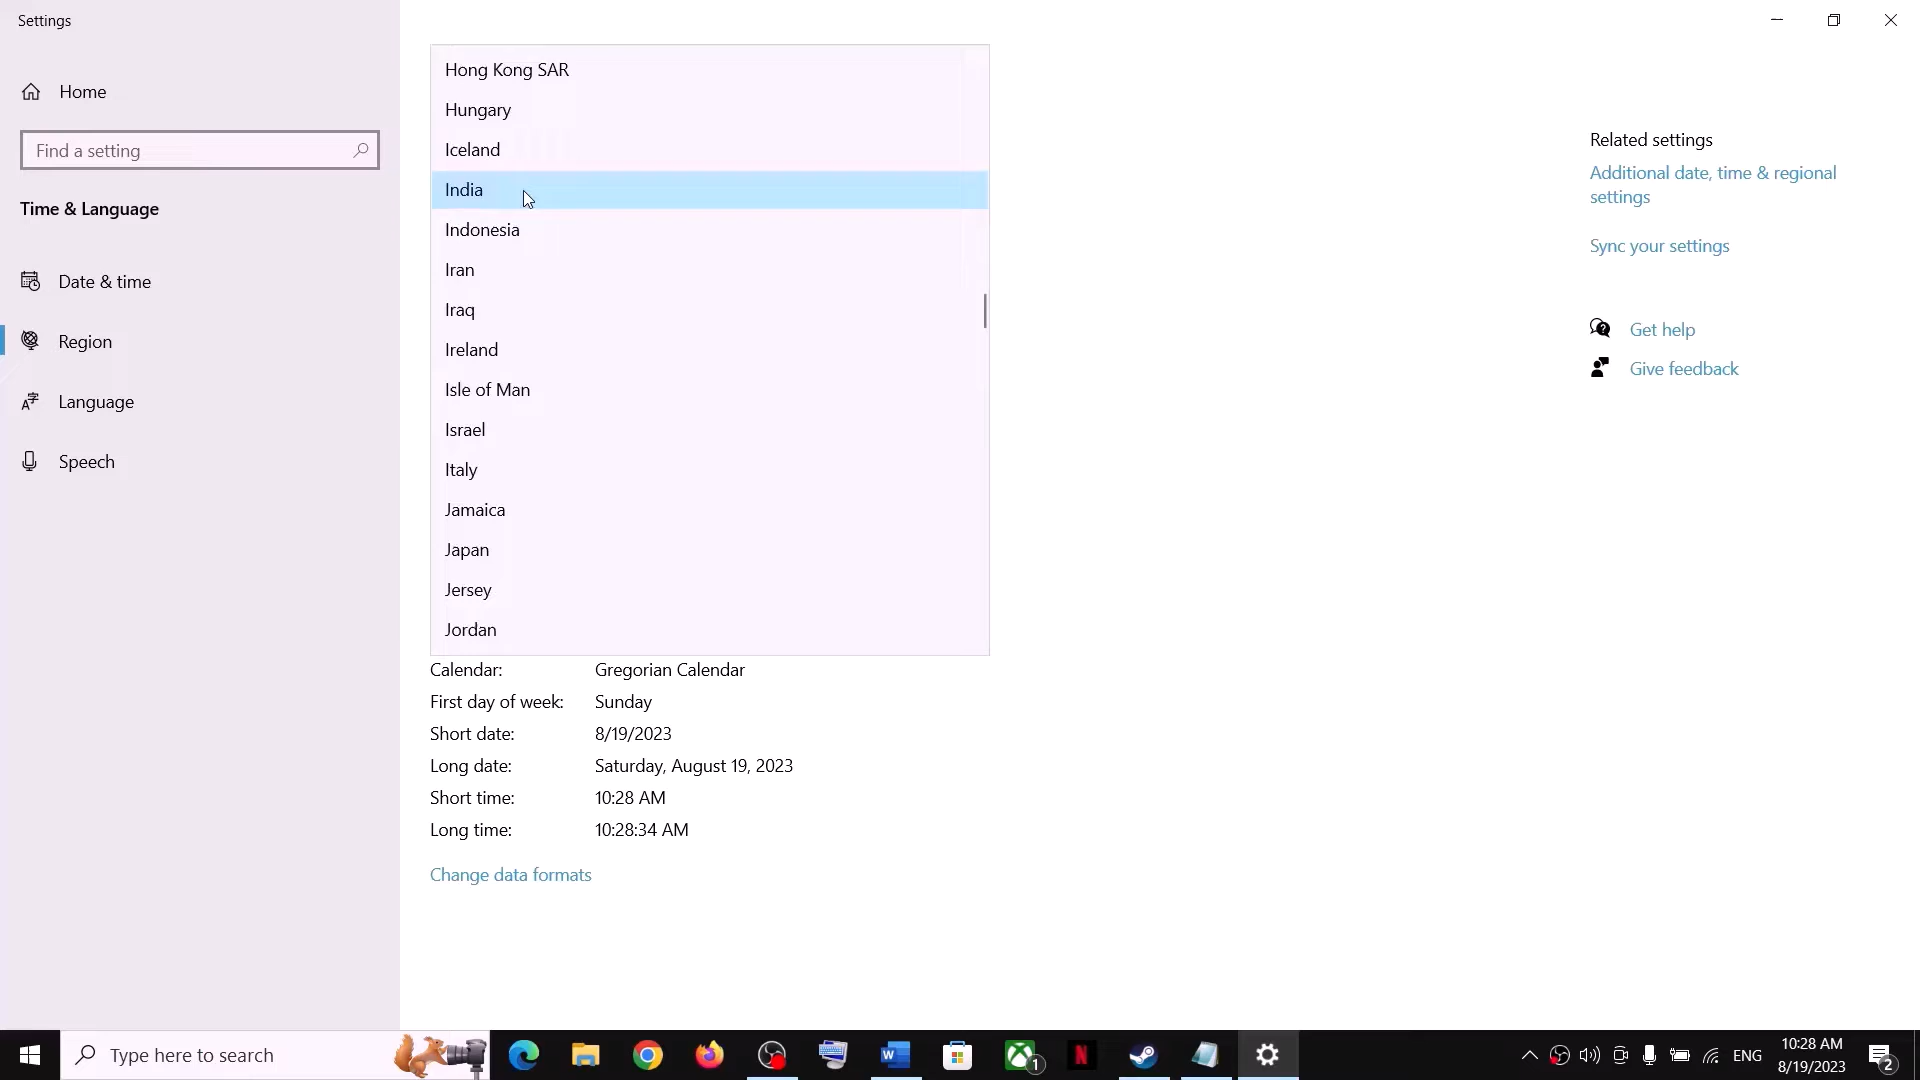 Settings
Home
Find a setting
Time & Language
Date & time
Region
Language
Speech
Hong Kong SAR
Hungary
Iceland
India
Indonesia
Iran
Iraq
Ireland
Isle of Man
Israel
Italy
Jamaica
Japan
Jersey
Jordan
Calendar: Gregorian Calendar
First day of week: Sunday
Short date: 8/19/2023
Long date: Saturday, August 19, 2023
Short time: 10:28 AM
Long time: 10:28:34 AM
Change data formats
Related settings
Additional date, time & regional
settings
Sync your settings
Get help
Give feedback
Type here to search
W
1
N
ENG
10:28 AM
8/19/2023
2